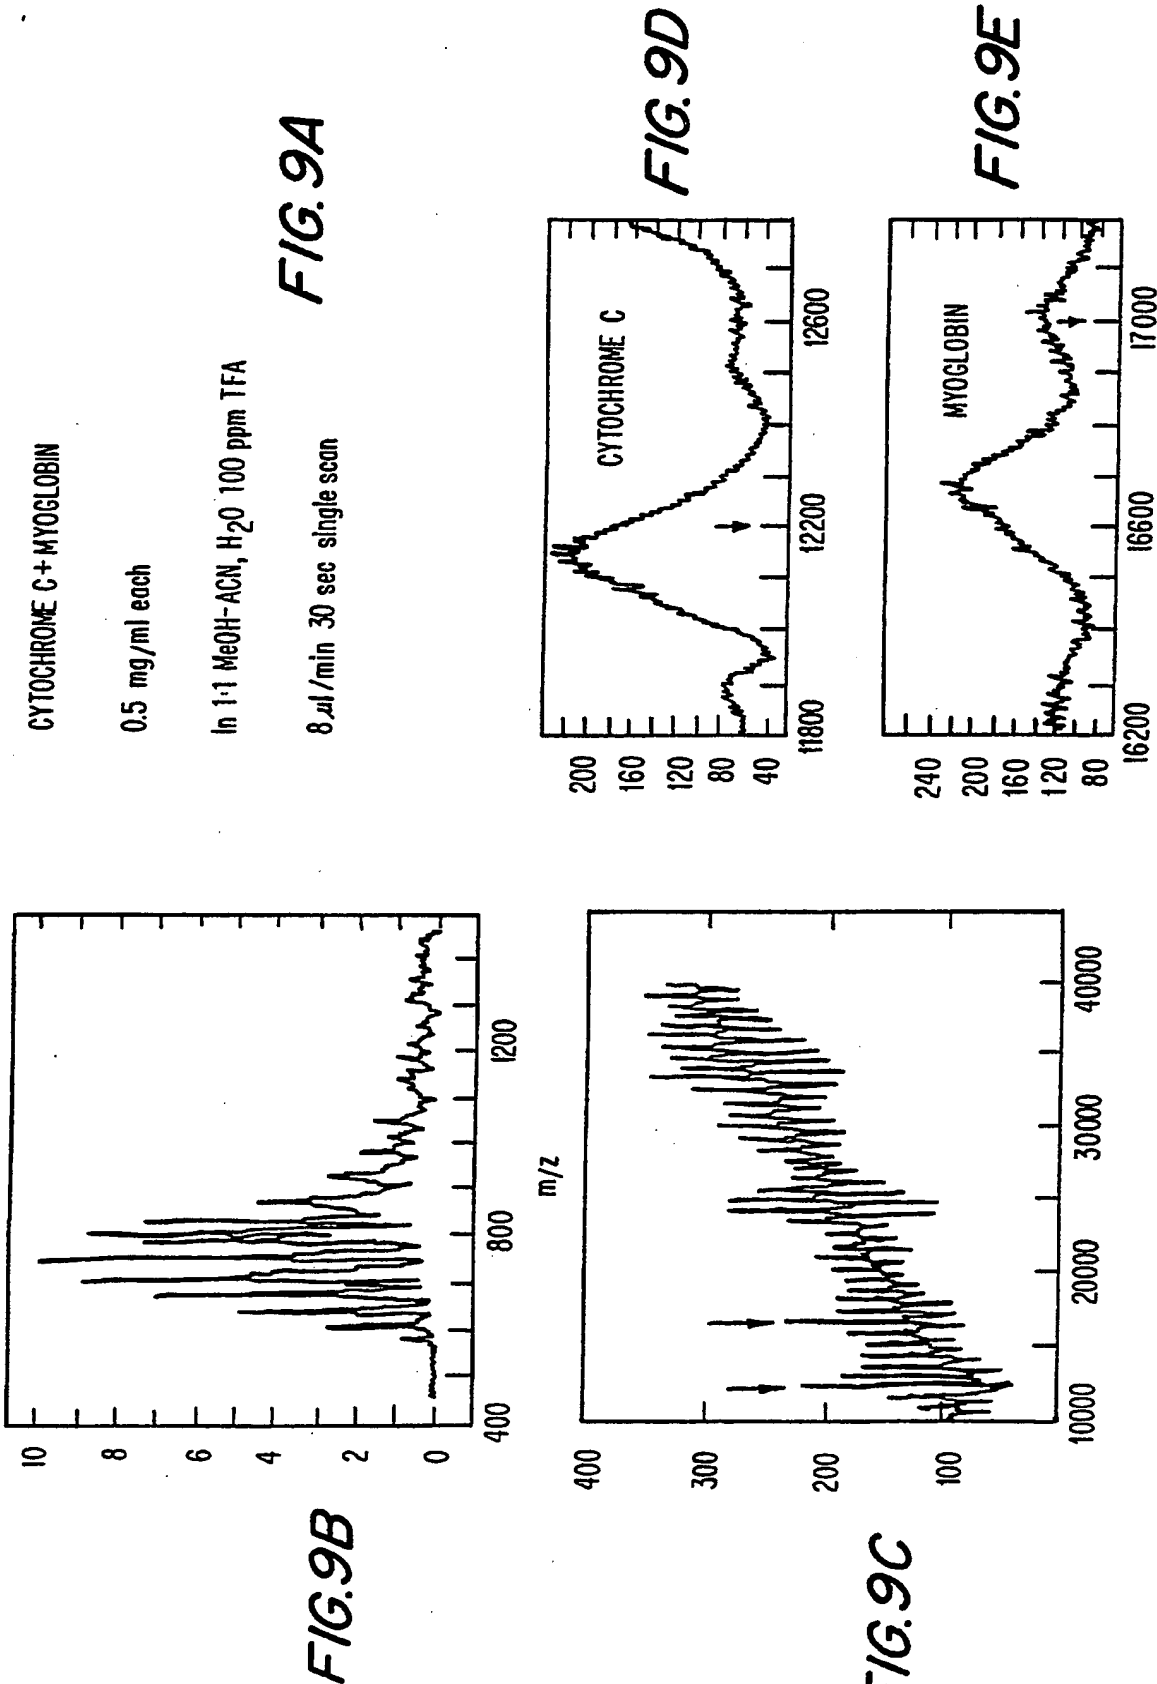 CYTOCHROME C + MYOGLOBIN
0.5 mg/ml each
In 1:1 MeOH-ACN, H2O 100 ppm TFA
8 µl/min 30 sec single scan
FIG. 9A
10
8
6
4
2
0
400
800
1200
m/z
FIG. 9B
400
300
200
100
10000
20000
30000
40000
FIG. 9C
CYTOCHROME C
200
160
120
80
40
11800
12200
12600
FIG. 9D
MYOGLOBIN
240
200
160
120
80
16200
16600
17000
FIG. 9E